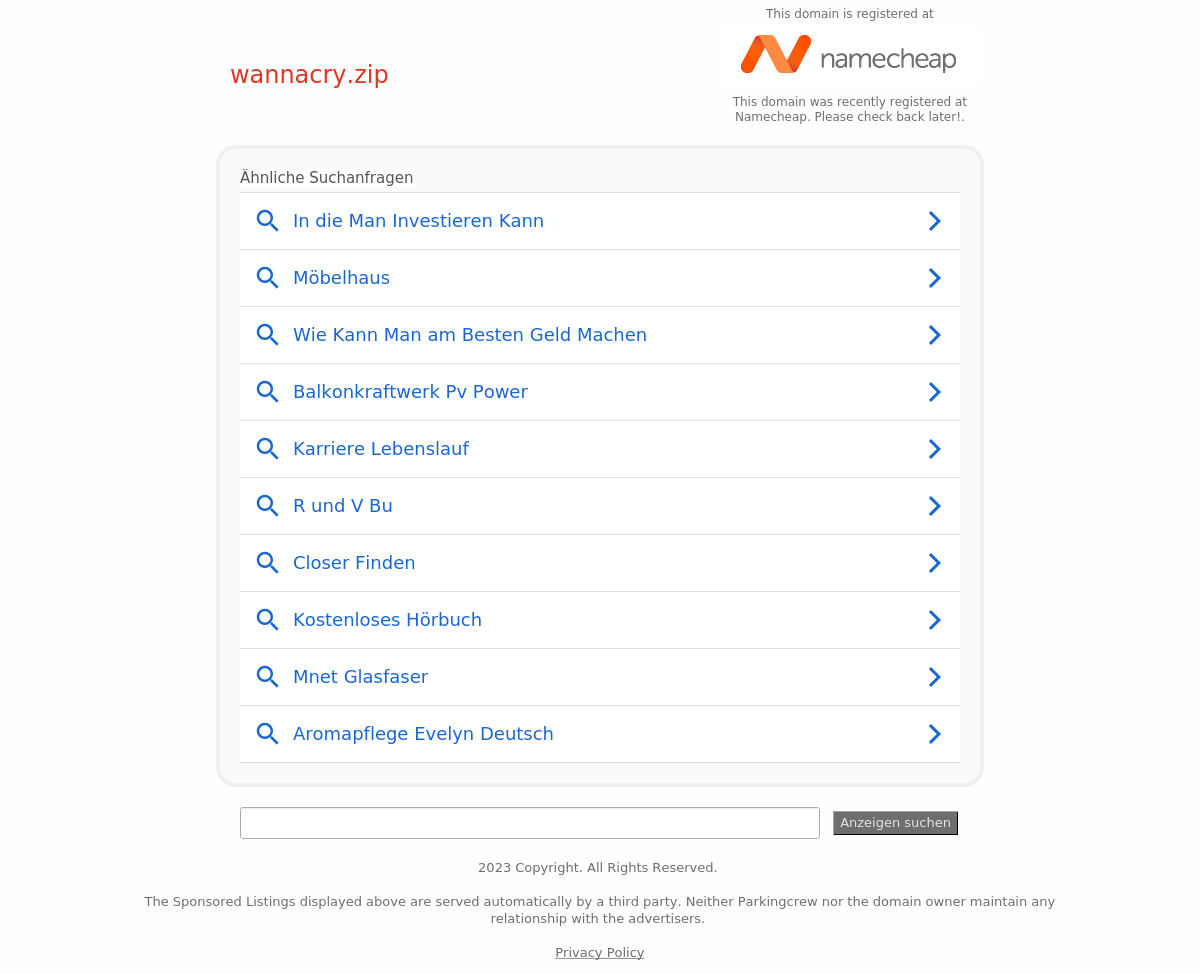 This domain is registered at
namecheap
wannacry.zip
This domain was recently registered at
Namecheap. Please check back later!.
Ähnliche Suchanfragen
In die Man Investieren Kann
Möbelhaus
Wie Kann Man am Besten Geld Machen
Balkonkraftwerk Pv Power
Karriere Lebenslauf
R und V Bu
Closer Finden
Kostenloses Hörbuch
Mnet Glasfaser
Aromapflege Evelyn Deutsch
Anzeigen suchen
2023 Copyright. All Rights Reserved.
The Sponsored Listings displayed above are served automatically by a third party. Neither Parkingcrew nor the domain owner maintain any
relationship with the advertisers.
Privacy Policy